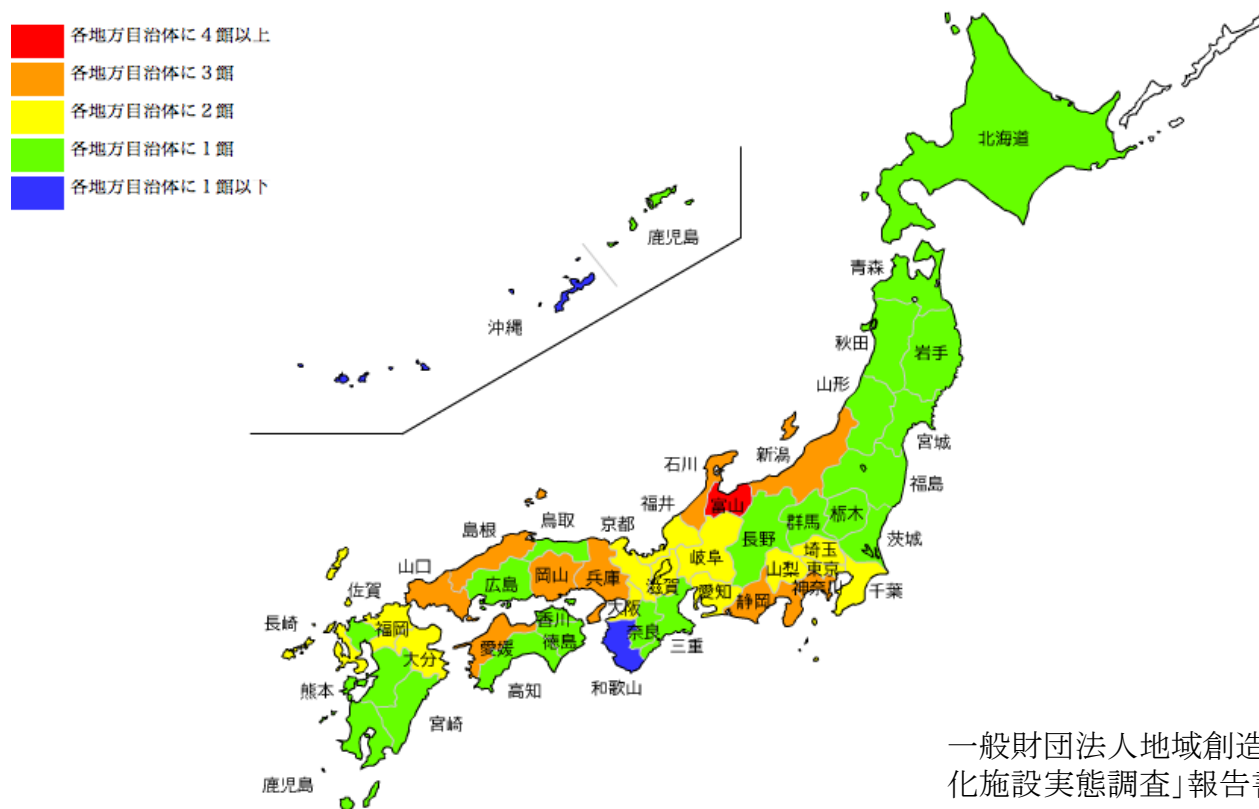 各地方自治体に４館以上
各地方自治体に３館
各地方自治体に２館
各地方自治体に１館
各地方自治体に１館以下
北海道
鹿児島
沖縄
青森
秋田
岩手
山形
宮城
新潟
石川
福島
福井
富山
群馬
栃木
茨城
長野
島根
鳥取
京都
岐阜
埼玉
山口
山梨
東京
佐賀
広島
岡山
兵庫
滋賀
愛知
静岡
神奈
千葉
長崎
福岡
香川
大阪
奈良
大分
愛媛
徳島
三重
熊本
高知
和歌山
宮崎
鹿児島
一般財団法人地域創造
化施設実態調査」報告書